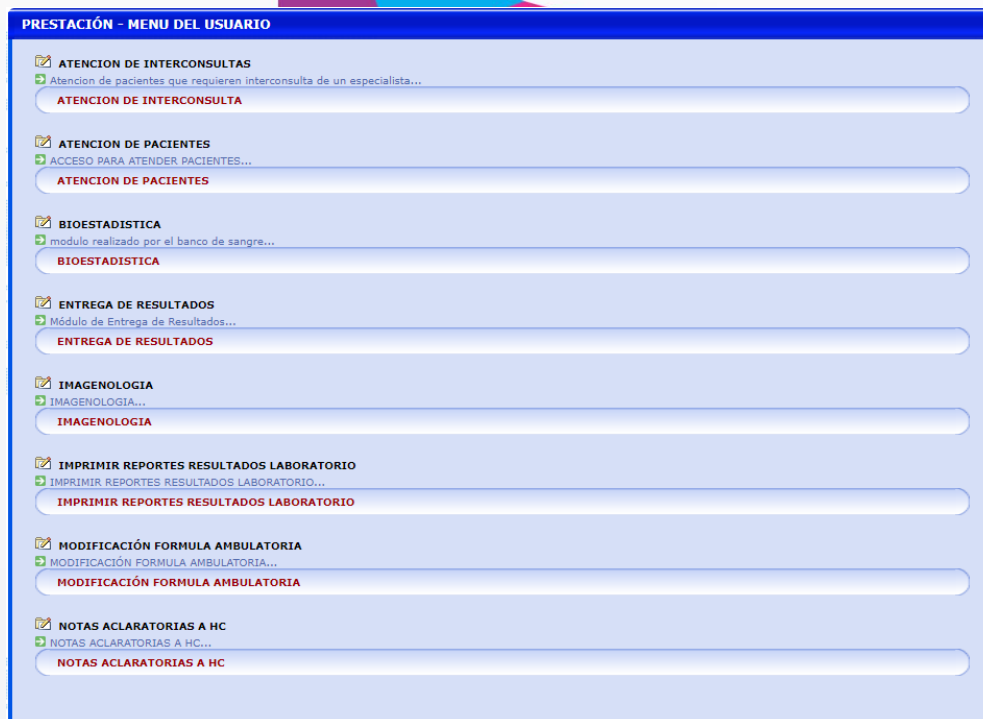 PRESTACIÓN - MENU DEL USUARIO
ATENCION DE INTERCONSULTAS
Atencion de pacientes que requieren interconsulta de un especialista...
ATENCION DE INTERCONSULTA
ATENCION DE PACIENTES
ACCESO PARA ATENDER PACIENTES...
ATENCION DE PACIENTES
BIOESTADISTICA
modulo realizado por el banco de sangre...
BIOESTADISTICA
ENTREGA DE RESULTADOS
Módulo de Entrega de Resultados...
ENTREGA DE RESULTADOS
IMAGENOLOGIA
IMAGENOLOGIA...
IMAGENOLOGIA
IMPRIMIR REPORTES RESULTADOS LABORATORIO
IMPRIMIR REPORTES RESULTADOS LABORATORIO...
IMPRIMIR REPORTES RESULTADOS LABORATORIO
MODIFICACIÓN FORMULA AMBULATORIA
MODIFICACIÓN FORMULA AMBULATORIA...
MODIFICACIÓN FORMULA AMBULATORIA
NOTAS ACLARATORIAS A HC
NOTAS ACLARATORIAS A HC...
NOTAS ACLARATORIAS A HC